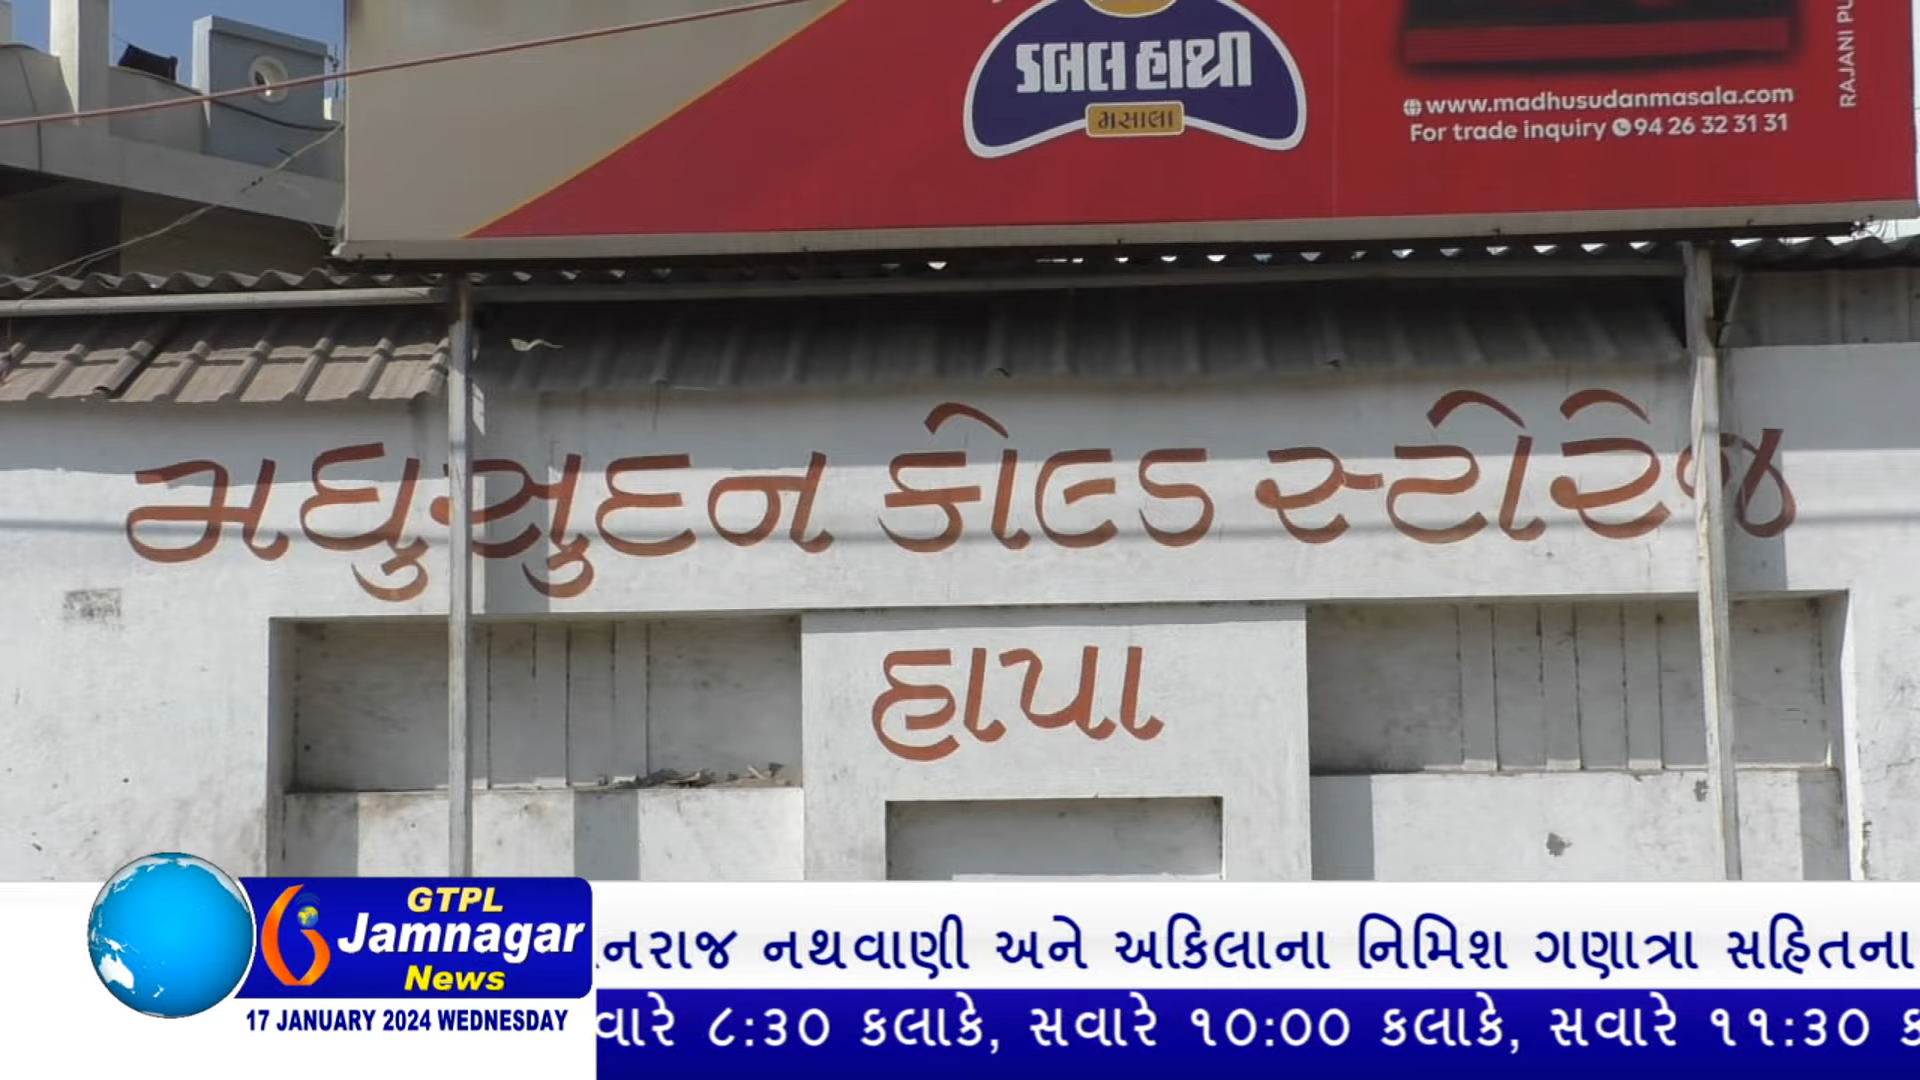 ડબલ હાથી
મસાલા
www.madhusudanmasala.com
For trade inquiry 94 26 32 31 31
RAJANI PU
મધુસુદન કોલ્ડ સ્ટોરેજ
હાપા
GTPL
Jamnagar
News
17 JANUARY 2024 WEDNESDAY
નરાજ નથવાણી અને અકિલાના નિમિશ ગણાત્રા સહિતના
વારે ૮:૩૦ કલાકે, સવારે ૧૦:૦૦ કલાકે, સવારે ૧૧:૩૦